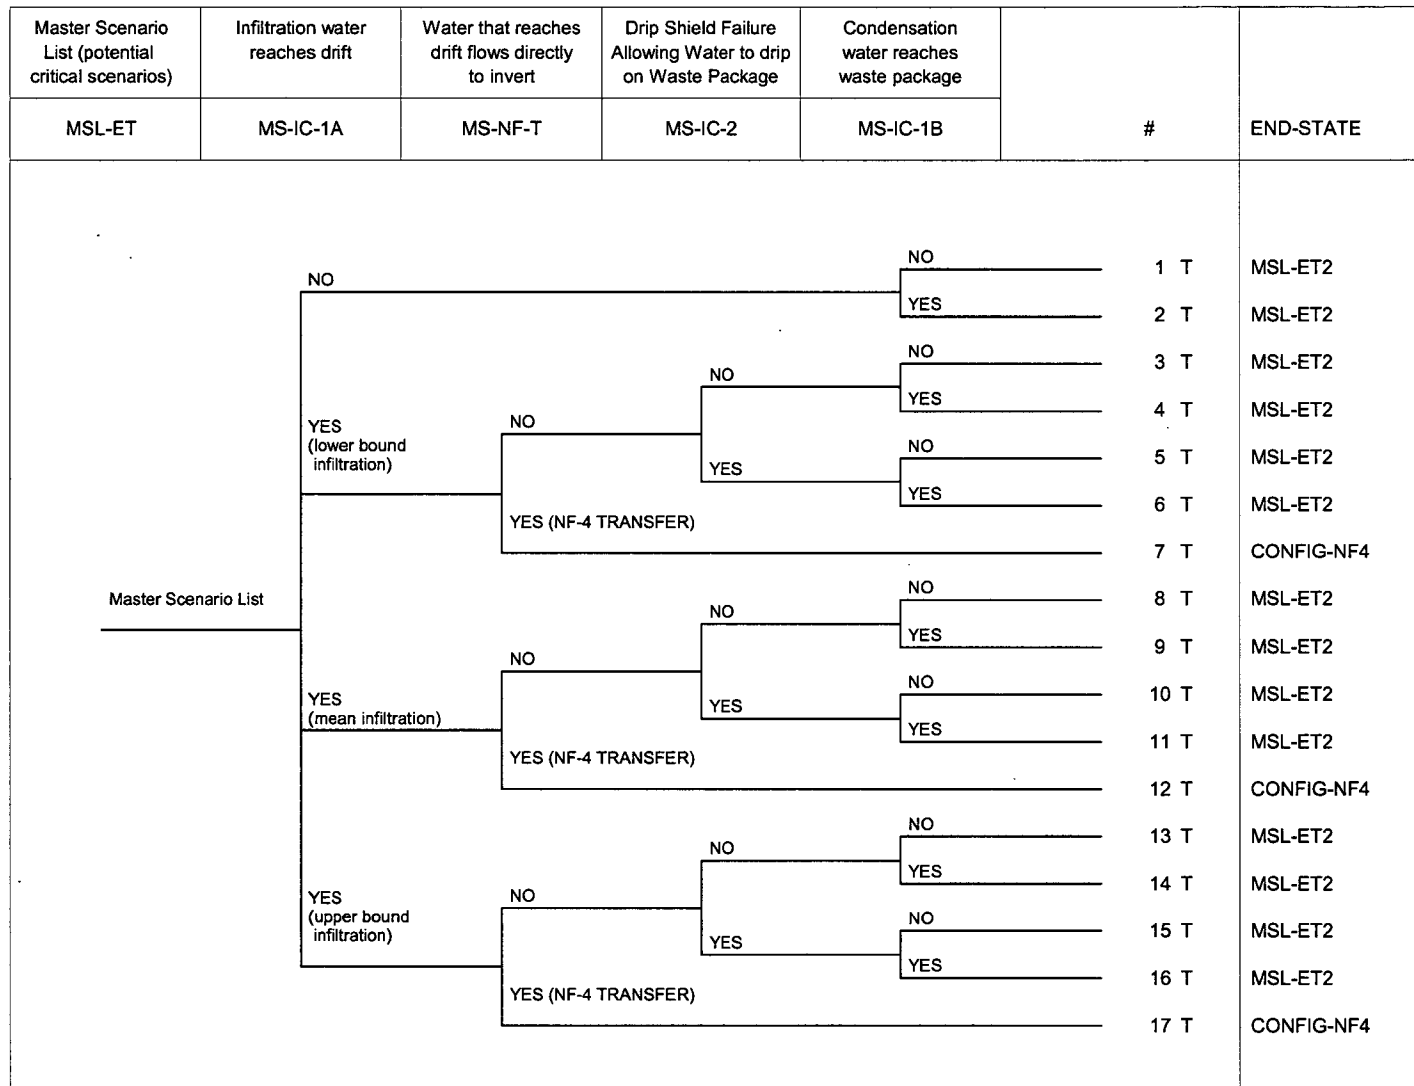 Master Scenario
List (potential
critical scenarios)
Infiltration water
reaches drift
Water that reaches
drift flows directly
to invert
Drip Shield Failure
Allowing Water to drip
on Waste Package
Condensation
water reaches
waste package
MSL-ET
MS-IC-1A
MS-NF-T
MS-IC-2
MS-IC-1B
#
END-STATE
NO
NO
1 T MSL-ET2
YES
2 T MSL-ET2
NO
3 T MSL-ET2
NO
YES
4 T MSL-ET2
YES
(lower bound
infiltration)
NO
NO
5 T MSL-ET2
YES
YES
6 T MSL-ET2
YES (NF-4 TRANSFER)
7 T CONFIG-NF4
Master Scenario List
NO
8 T MSL-ET2
NO
YES
9 T MSL-ET2
NO
YES
(mean infiltration)
NO
10 T MSL-ET2
YES
YES
11 T MSL-ET2
YES (NF-4 TRANSFER)
12 T CONFIG-NF4
NO
13 T MSL-ET2
NO
YES
14 T MSL-ET2
YES
(upper bound
infiltration)
NO
NO
15 T MSL-ET2
YES
YES
16 T MSL-ET2
YES (NF-4 TRANSFER)
17 T CONFIG-NF4